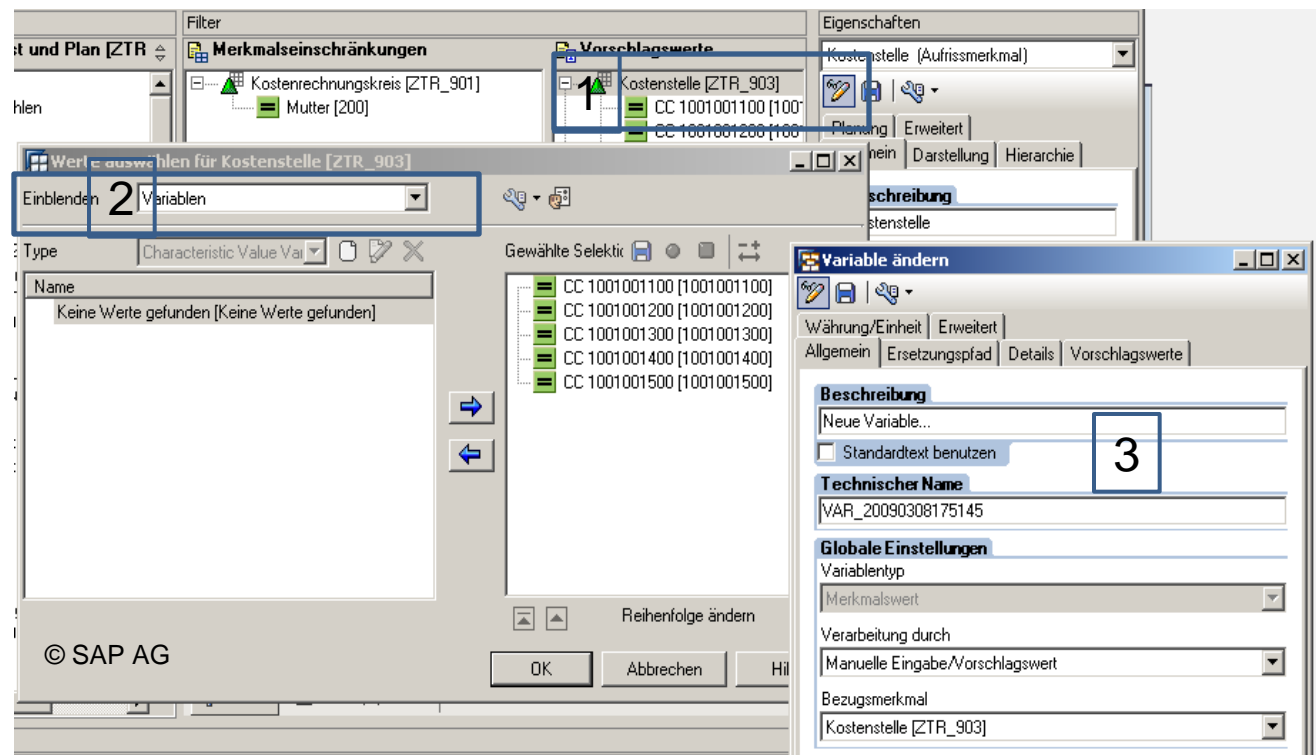 Filter
Eigenschaften
st und Plan [ZTR
Merkmalseinschränkungen
Vorschlagswerte
Kostenstelle (Aufrissmerkmal)
hlen
Kostenrechnungskreis [ZTR_901]
Mutter [200]
1
Kostenstelle [ZTR_903]
CC 1001001100 [100
CC 1001001200 [100
Planung
Erweitert
mein
Darstellung
Hierarchie
schreibung
stenstelle
Werte auswählen für Kostenstelle [ZTR_903]
Einblenden
2
Variablen
Type
Characteristic Value Var
Gewählte Selektic
Name
Keine Werte gefunden [Keine Werte gefunden]
CC 1001001100 [1001001100]
CC 1001001200 [1001001200]
CC 1001001300 [1001001300]
CC 1001001400 [1001001400]
CC 1001001500 [1001001500]
Reihenfolge ändern
© SAP AG
OK
Abbrechen
Hil
Variable ändern
Währung/Einheit
Erweitert
Allgemein
Ersetzungspfad
Details
Vorschlagswerte
Beschreibung
Neue Variable...
Standardtext benutzen
3
Technischer Name
VAR_20090308175145
Globale Einstellungen
Variablentyp
Merkmalswert
Verarbeitung durch
Manuelle Eingabe/Vorschlagswert
Bezugsmerkmal
Kostenstelle [ZTR_903]